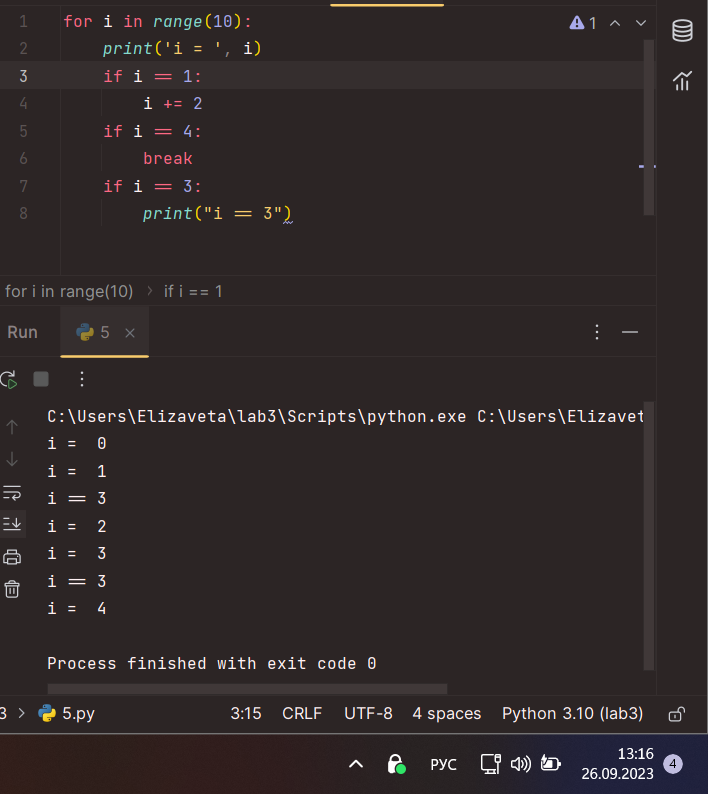 1 for i in range(10):
2     print('i = ', i)
3     if i == 1:
4         i += 2
5     if i == 4:
6         break
7     if i == 3:
8         print("i == 3")
1
for i in range(10) > if i == 1
Run 5 ×
C:\Users\Elizaveta\lab3\Scripts\python.exe C:\Users\Elizavet
i =  0
i =  1
i == 3
i =  2
i =  3
i == 3
i =  4
Process finished with exit code 0
3 > 5.py 3:15 CRLF UTF-8 4 spaces Python 3.10 (lab3)
РУС 13:16
26.09.2023 4